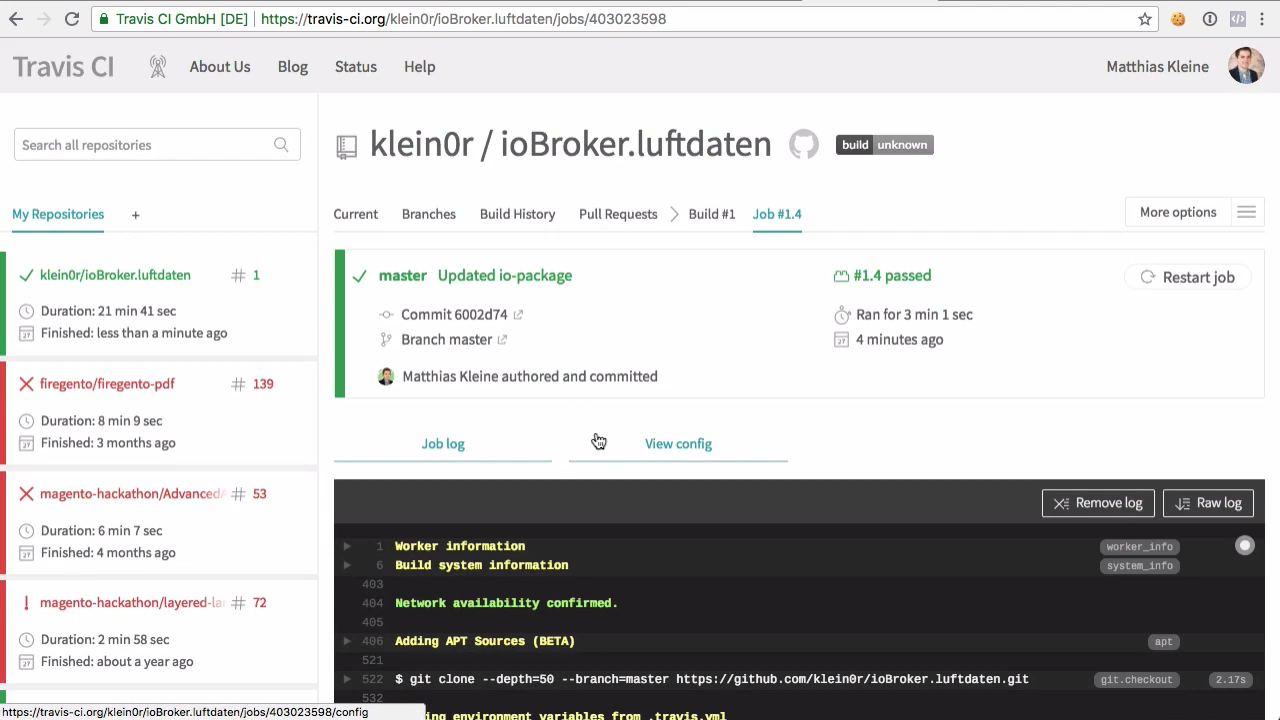 Travis CI GmbH [DE] https://travis-ci.org/klein0r/ioBroker.luftdaten/jobs/403023598
Travis CI
About Us
Blog
Status
Help
Matthias Kleine
Search all repositories
My Repositories
+
klein0r/ioBroker.luftdaten # 1
Duration: 21 min 41 sec
Finished: less than a minute ago
firegento/firegento-pdf # 139
Duration: 8 min 9 sec
Finished: 3 months ago
magento-hackathon/AdvancedA # 53
Duration: 6 min 7 sec
Finished: 4 months ago
magento-hackathon/layered-la # 72
Duration: 2 min 58 sec
Finished: about a year ago
klein0r / ioBroker.luftdaten
build unknown
Current
Branches
Build History
Pull Requests
Build #1
Job #1.4
More options
master Updated io-package
Commit 6002d74
Branch master
Matthias Kleine authored and committed
#1.4 passed
Ran for 3 min 1 sec
4 minutes ago
Restart job
Job log
View config
Remove log
Raw log
1 Worker information worker_info
6 Build system information system_info
403
404 Network availability confirmed.
405
406 Adding APT Sources (BETA) apt
521
522 $ git clone --depth=50 --branch=master https://github.com/klein0r/ioBroker.luftdaten.git git.checkout 2.17s
532
environment variables from .travis.yml
https://travis-ci.org/klein0r/ioBroker.luftdaten/jobs/403023598/config